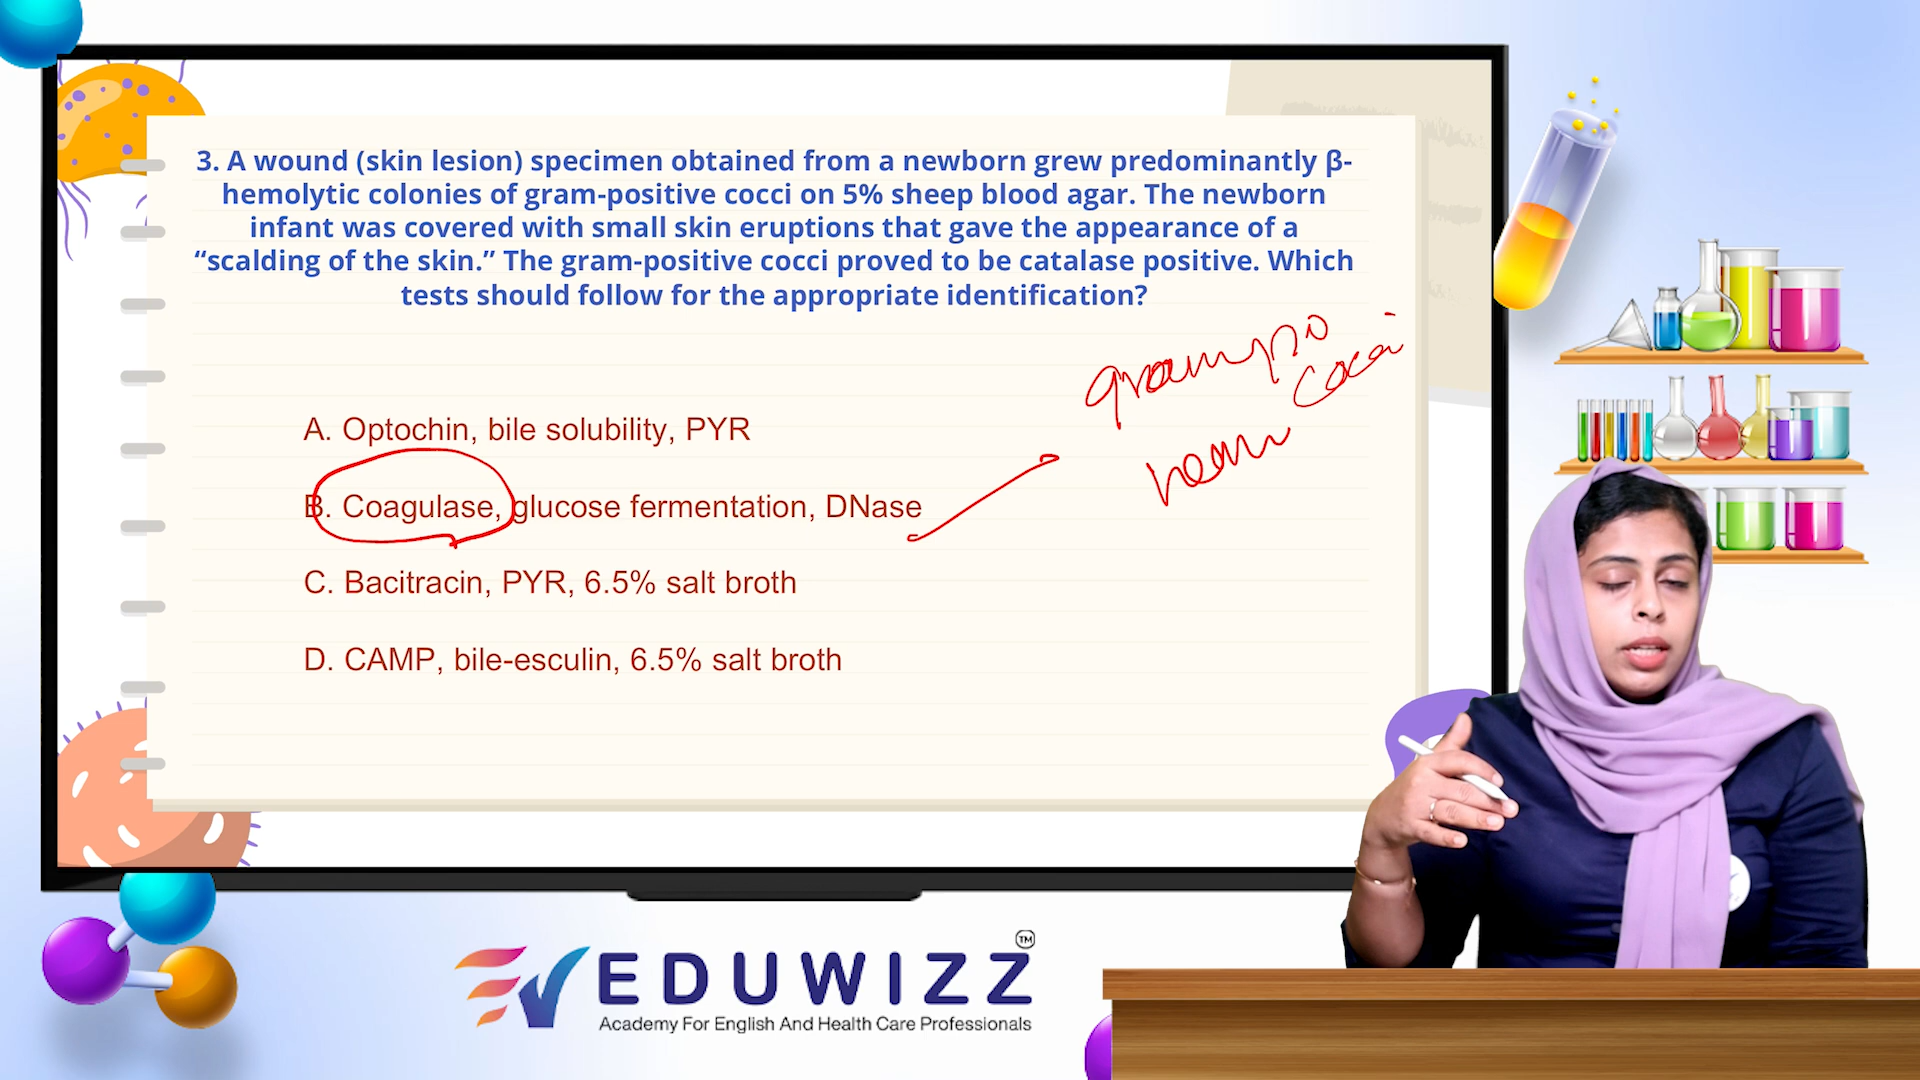 3. A wound (skin lesion) specimen obtained from a newborn grew predominantly β-
hemolytic colonies of gram-positive cocci on 5% sheep blood agar. The newborn
infant was covered with small skin eruptions that gave the appearance of a
“scalding of the skin.” The gram-positive cocci proved to be catalase positive. Which
tests should follow for the appropriate identification?
A. Optochin, bile solubility, PYR
B. Coagulase, glucose fermentation, DNase
C. Bacitracin, PYR, 6.5% salt broth
D. CAMP, bile-esculin, 6.5% salt broth
cocci
EDUWIZZ TM
Academy For English And Health Care Professionals